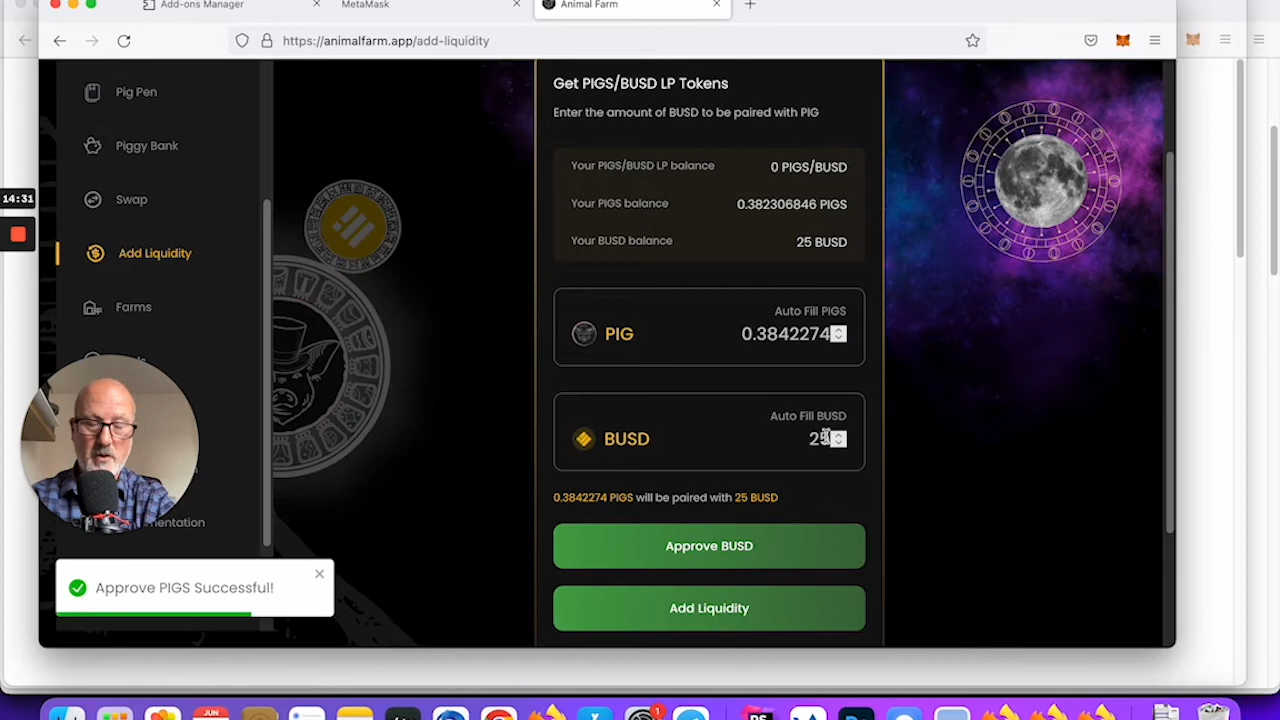 Add-ons Manager
MetaMask
Animal Farm
https://animalfarm.app/add-liquidity
14:31
Pig Pen
Piggy Bank
Swap
Add Liquidity
Farms
Get PIGS/BUSD LP Tokens
Enter the amount of BUSD to be paired with PIG
Your PIGS/BUSD LP balance 0 PIGS/BUSD
Your PIGS balance 0.382306846 PIGS
Your BUSD balance 25 BUSD
Auto Fill PIGS
PIG 0.3842274
Auto Fill BUSD
BUSD 25
0.3842274 PIGS will be paired with 25 BUSD
Approve BUSD
Add Liquidity
Approve PIGS Successful!
JUN
1